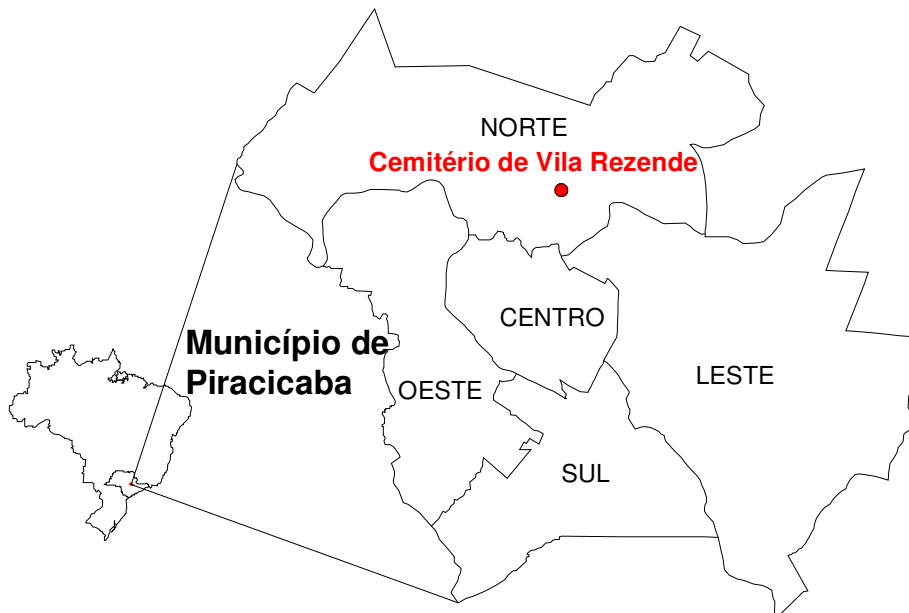 NORTE
Cemitério de Vila Rezende
CENTRO
Município de
Piracicaba
OESTE
LESTE
SUL